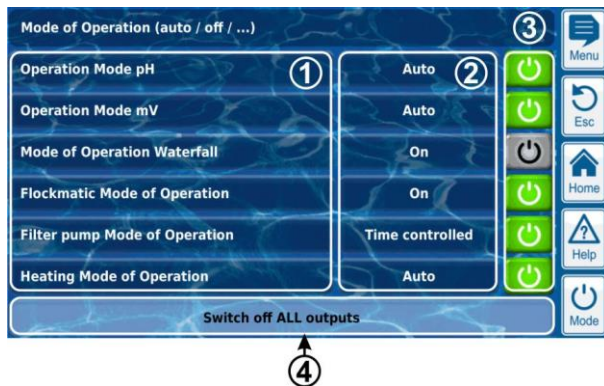 Mode of Operation (auto / off / ...)
3
Menu
Operation Mode pH
1
Auto
2
Operation Mode mV
Auto
Esc
Mode of Operation Waterfall
On
Flockmatic Mode of Operation
On
Home
Filter pump Mode of Operation
Time controlled
Help
Heating Mode of Operation
Auto
Switch off ALL outputs
Mode
4